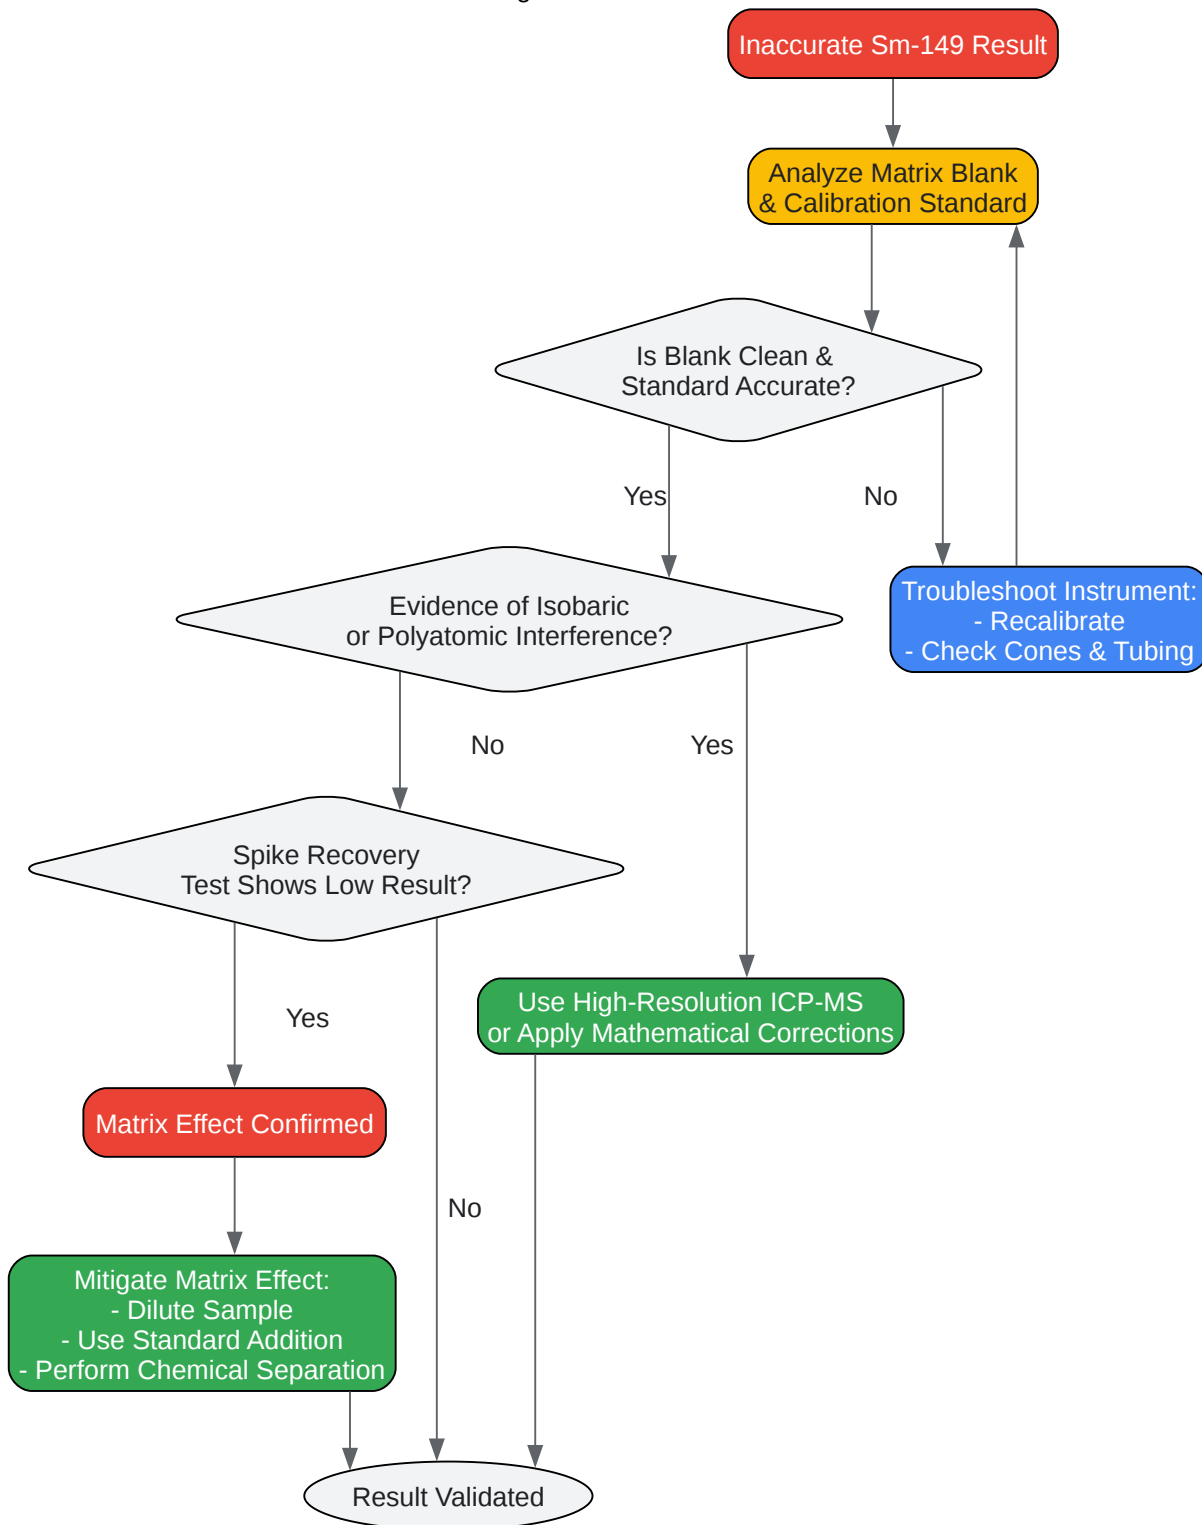 Inaccurate Sm-149 Result
Analyze Matrix Blank
& Calibration Standard
Is Blank Clean &
Standard Accurate?
Yes
No
Evidence of Isobaric
or Polyatomic Interference?
Troubleshoot Instrument:
- Recalibrate
- Check Cones & Tubing
No
Yes
Spike Recovery
Test Shows Low Result?
Use High-Resolution ICP-MS
or Apply Mathematical Corrections
Yes
Matrix Effect Confirmed
No
Mitigate Matrix Effect:
- Dilute Sample
- Use Standard Addition
- Perform Chemical Separation
Result Validated